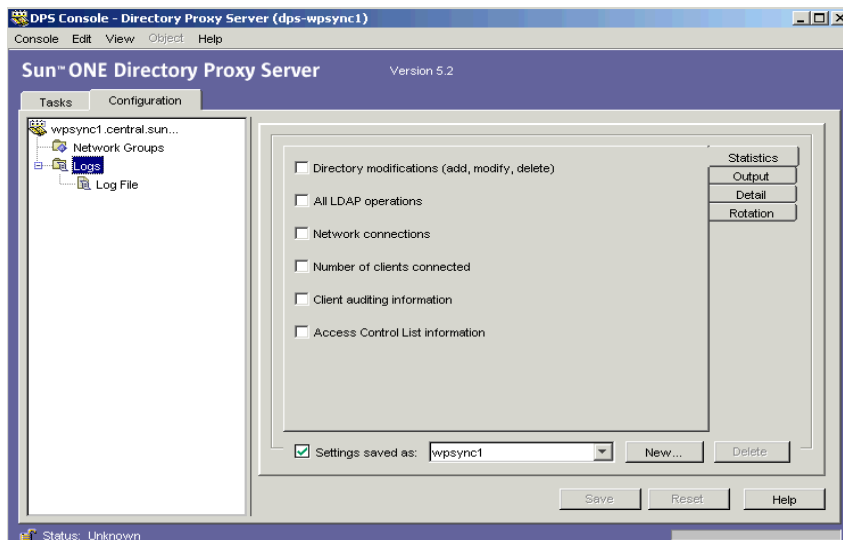 DPS Console - Directory Proxy Server (dps-wpsync1)
Console Edit View Object Help
Sun™ ONE Directory Proxy Server Version 5.2
Tasks Configuration
wpsync1.central.sun...
Network Groups
Logs
Log File
Directory modifications (add, modify, delete)
All LDAP operations
Network connections
Number of clients connected
Client auditing information
Access Control List information
Statistics
Output
Detail
Rotation
Settings saved as: wpsync1 New... Delete
Save Reset Help
Status: Unknown